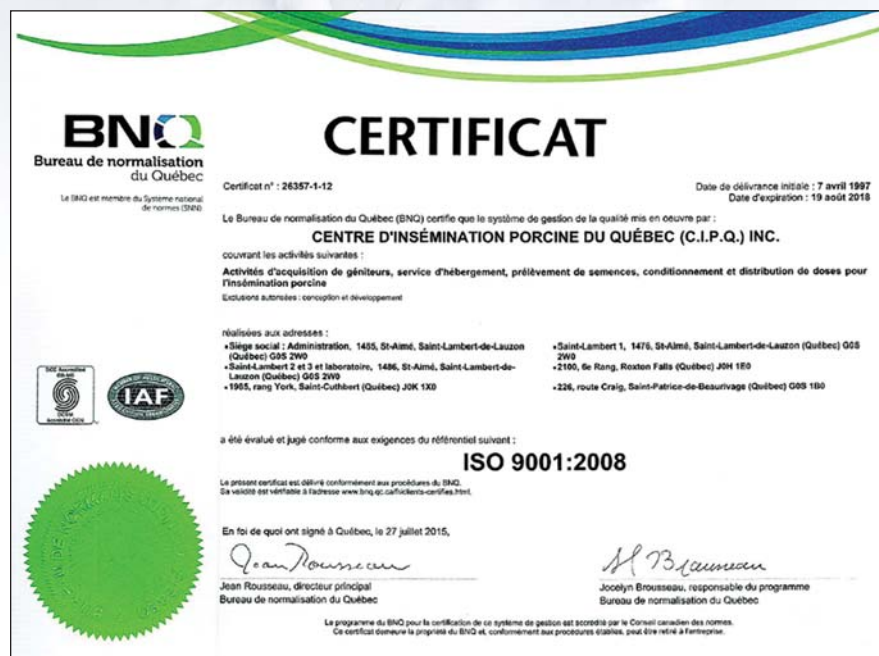 BNQ
Bureau de normalisation
du Québec
Le BNQ est membre du Système national
de normes (SNN)
CERTIFICAT
Certificat n° : 26357-1-12
Date de délivrance initiale : 7 avril 1997
Date d'expiration : 19 août 2018
Le Bureau de normalisation du Québec (BNQ) certifie que le système de gestion de la qualité mis en oeuvre par :
CENTRE D'INSÉMINATION PORCINE DU QUÉBEC (C.I.P.Q.) INC.
couvrant les activités suivantes :
Activités d'acquisition de géniteurs, service d'hébergement, prélèvement de semences, conditionnement et distribution de doses pour
l'insémination porcine
Exclusions autorisées : conception et développement
réalisées aux adresses :
•Siège social : Administration, 1485, St-Aimé, Saint-Lambert-de-Lauzon
(Québec) G0S 2W0
•Saint-Lambert 2 et 3 et laboratoire, 1486, St-Aimé, Saint-Lambert-de-
Lauzon (Québec) G0S 2W0
•1985, rang York, Saint-Cuthbert (Québec) J0K 1X0
•Saint-Lambert 1, 1476, St-Aimé, Saint-Lambert-de-Lauzon (Québec) G0S
2W0
•2100, 6e Rang, Roxton Falls (Québec) J0H 1E0
•226, route Craig, Saint-Patrice-de-Beaurivage (Québec) G0S 1B0
IAF
a été évalué et jugé conforme aux exigences du référentiel suivant :
ISO 9001:2008
Le présent certificat est délivré conformément aux procédures du BNQ.
Sa validité est vérifiable à l'adresse www.bnq.qc.ca/fr/clients-certifies.html.
En foi de quoi ont signé à Québec, le 27 juillet 2015,
Jean Rousseau
Jean Rousseau, directeur principal
Bureau de normalisation du Québec
Jocelyn Brousseau, responsable du programme
Bureau de normalisation du Québec
Le programme du BNQ pour la certification de ce système de gestion est accrédité par le Conseil canadien des normes.
Ce certificat demeure la propriété du BNQ et, conformément aux procédures établies, peut être retiré à l'entreprise.